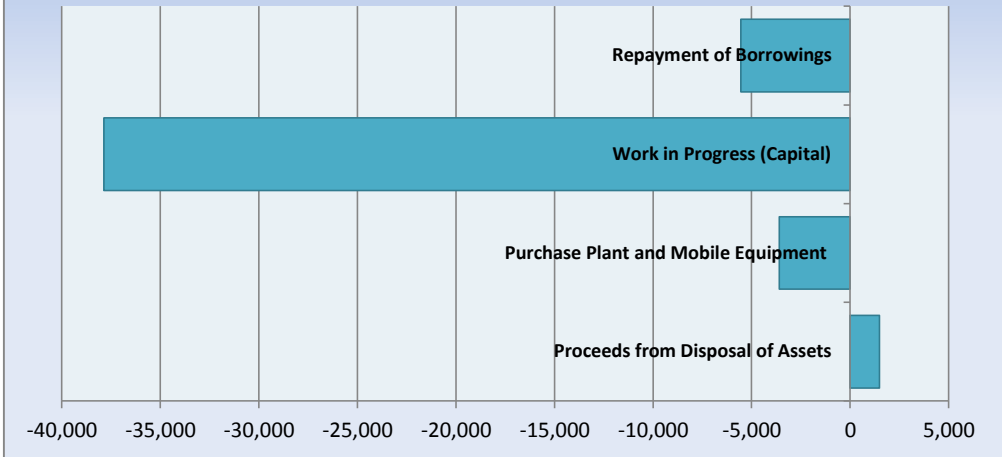 Repayment of Borrowings
Work in Progress (Capital)
Purchase Plant and Mobile Equipment
Proceeds from Disposal of Assets
-40,000 -35,000 -30,000 -25,000 -20,000 -15,000 -10,000 -5,000 0 5,000